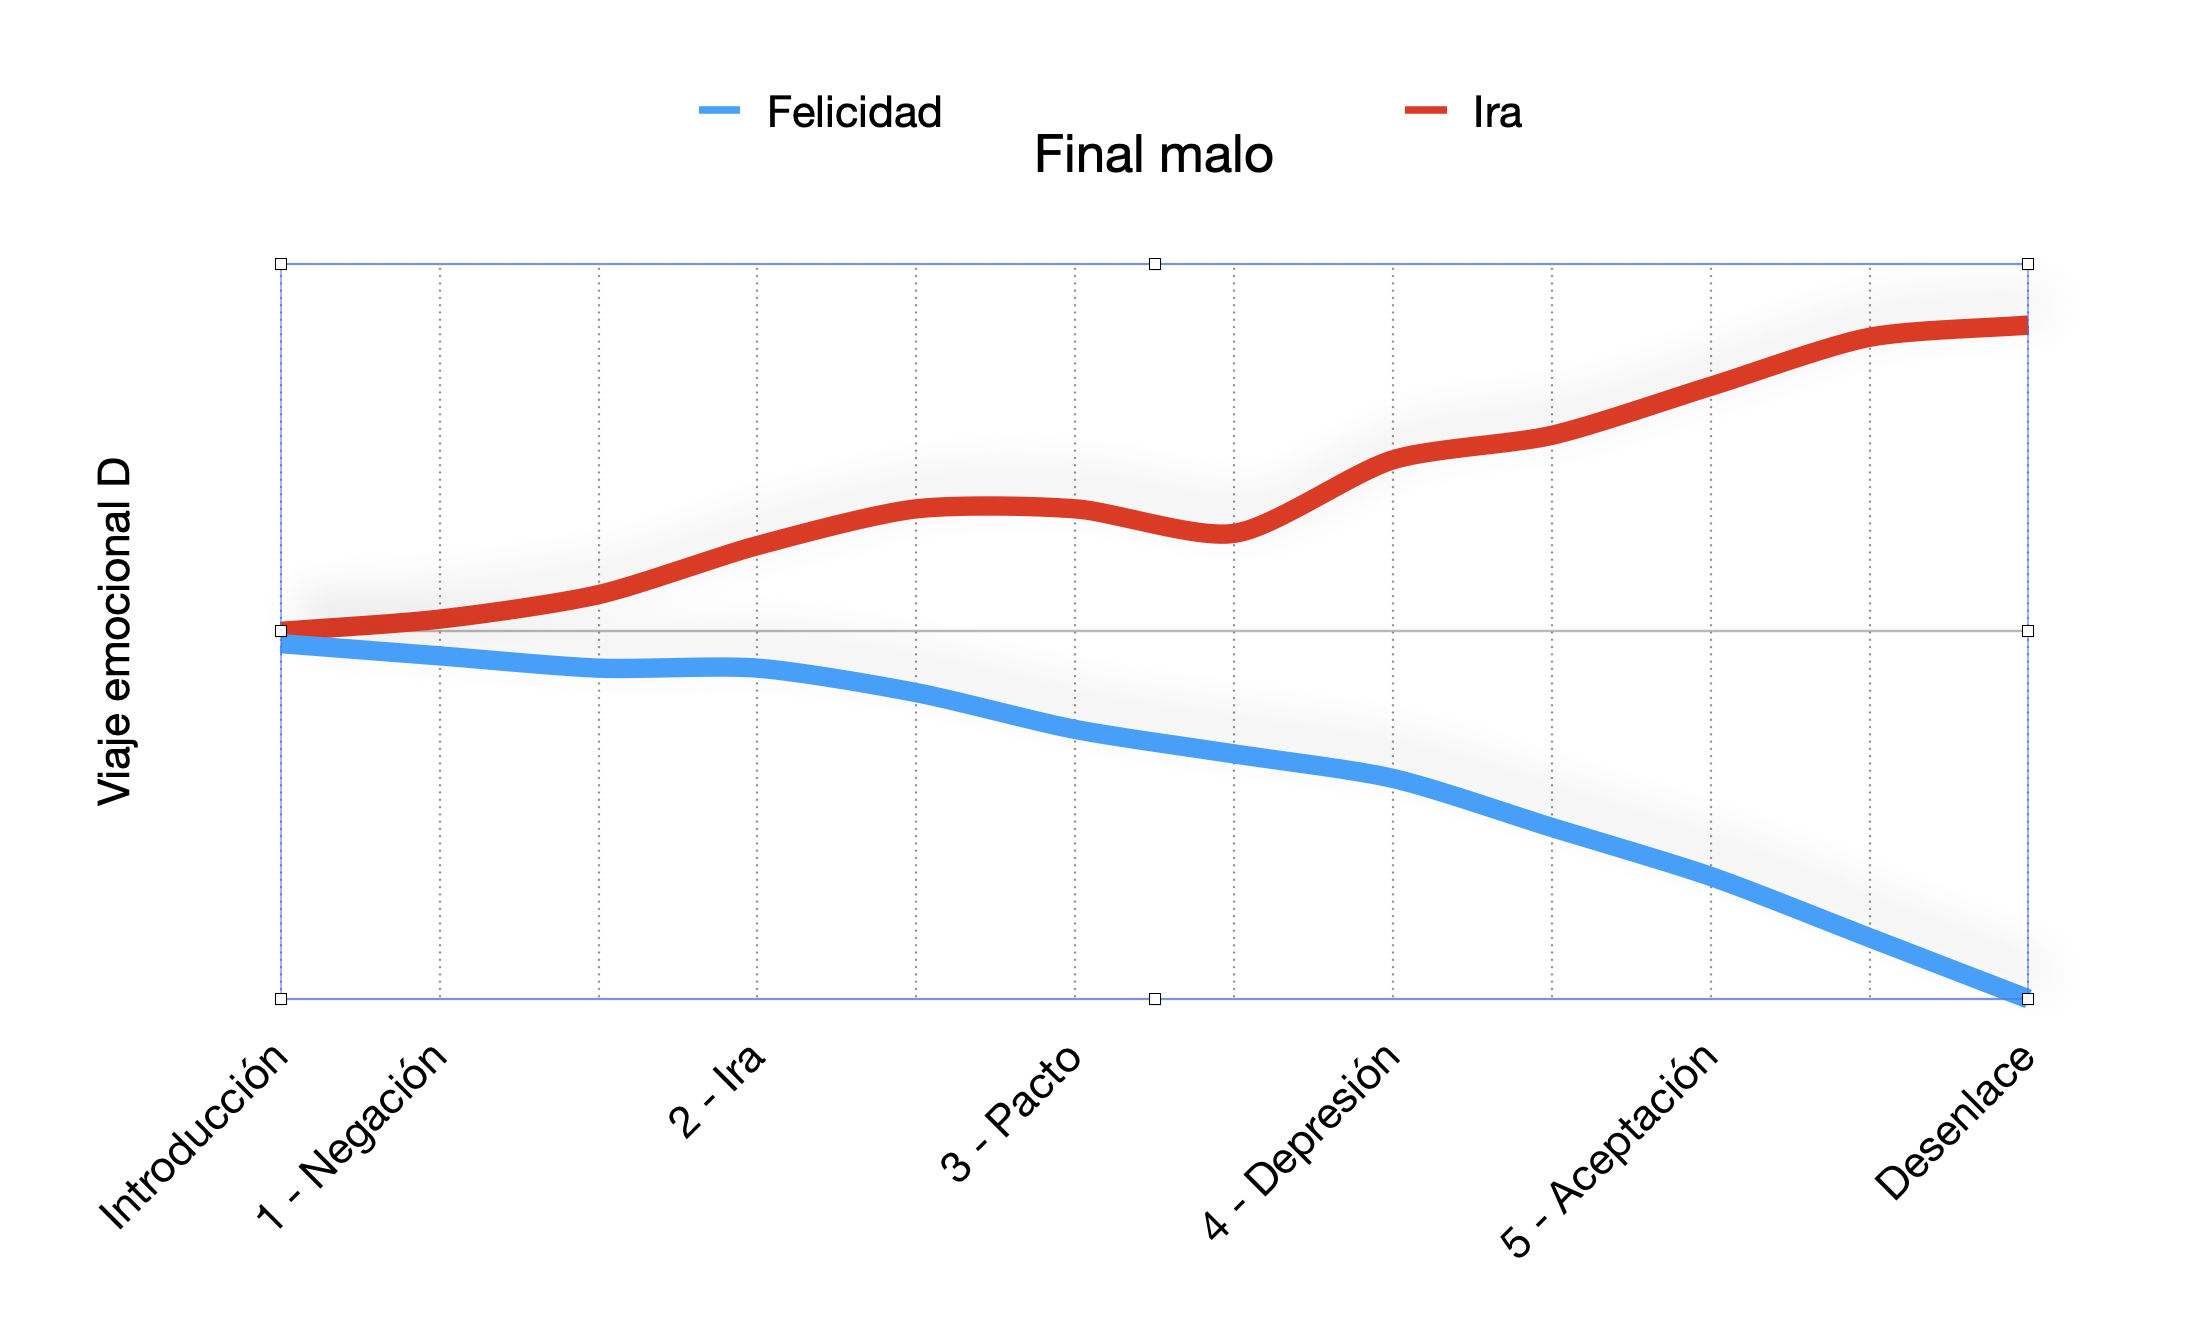 Felicidad
Ira
Final malo
Viaje emocional D
Introducción
1 - Negación
2 - Ira
3 - Pacto
4 - Depresión
5 - Aceptación
Desenlace